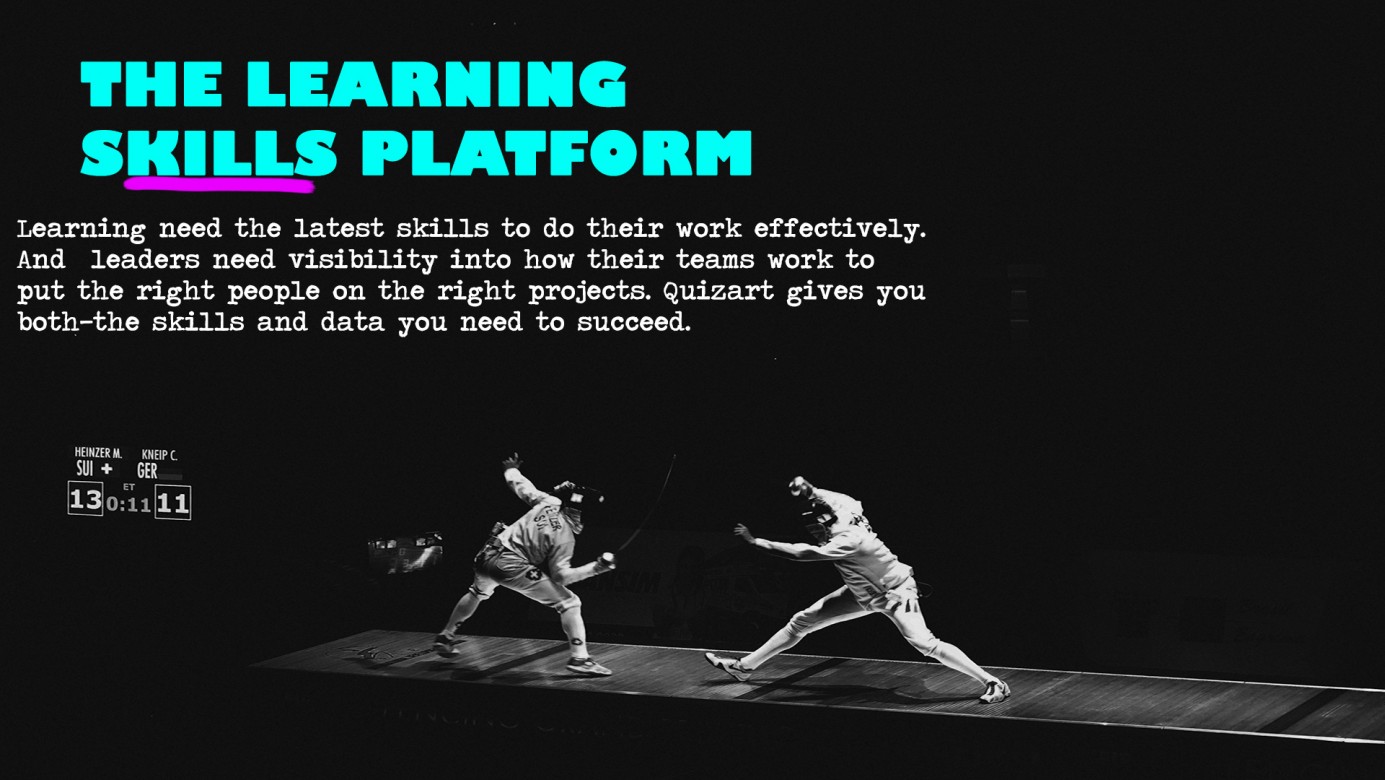 THE LEARNING
SKILLS PLATFORM
Learning need the latest skills to do their work effectively.
And  leaders need visibility into how their teams work to
put the right people on the right projects. Quizart gives you
both-the skills and data you need to succeed.
HEINZER M. KNEIP C.
SUI GER
ET
13 0:11 11